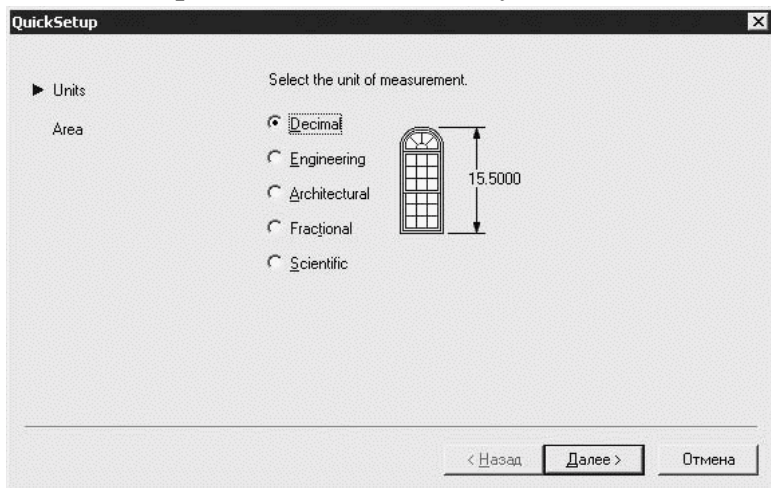 QuickSetup
Units
Area
Select the unit of measurement.
Decimal
Engineering
Architectural
Fractional
Scientific
15.5000
< Назад
Далее >
Отмена